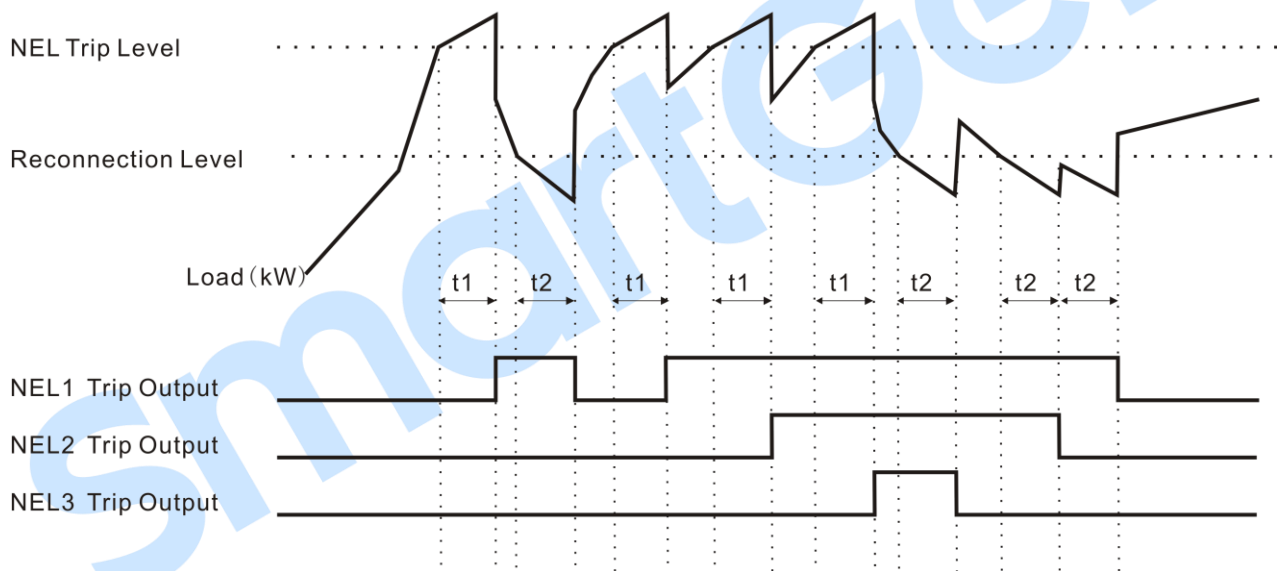 NEL Trip Level
Reconnection Level
Load(kW)
t1 t2 t1 t1 t1 t2 t2 t2
NEL1 Trip Output
NEL2 Trip Output
NEL3 Trip Output
smartGen